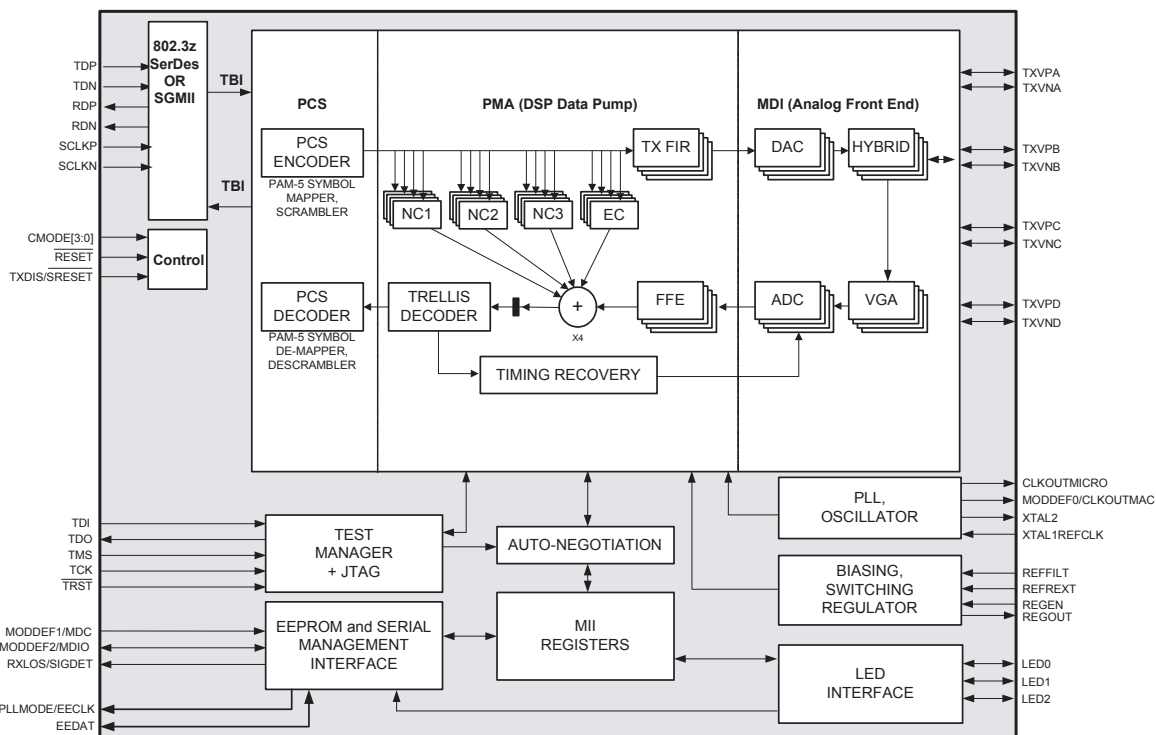 802.3z
SerDes
OR
SGMII
TDP
TDN
RDP
RDN
SCLKP
SCLKN
TBI
TBI
CMODE[3:0]
RESET
TXDIS/SRESET
Control
PCS
PCS
ENCODER
PAM-5 SYMBOL
MAPPER,
SCRAMBLER
PCS
DECODER
PAM-5 SYMBOL
DE-MAPPER,
DESCRAMBLER
PMA (DSP Data Pump)
TX FIR
NC1
NC2
NC3
EC
TRELLIS
DECODER
+
X4
FFE
TIMING RECOVERY
MDI (Analog Front End)
DAC
HYBRID
ADC
VGA
TXVPA
TXVNA
TXVPB
TXVNB
TXVPC
TXVNC
TXVPD
TXVND
TDI
TDO
TMS
TCK
TRST
TEST
MANAGER
+ JTAG
AUTO-NEGOTIATION
PLL,
OSCILLATOR
CLKOUTMICRO
MODDEF0/CLKOUTMAC
XTAL2
XTAL1REFCLK
BIASING,
SWITCHING
REGULATOR
REFFILT
REFREXT
REGEN
REGOUT
MODDEF1/MDC
MODDEF2/MDIO
RXLOS/SIGDET
PLLMODE/EECLK
EEDAT
EEPROM and SERIAL
MANAGEMENT
INTERFACE
MII
REGISTERS
LED
INTERFACE
LED0
LED1
LED2